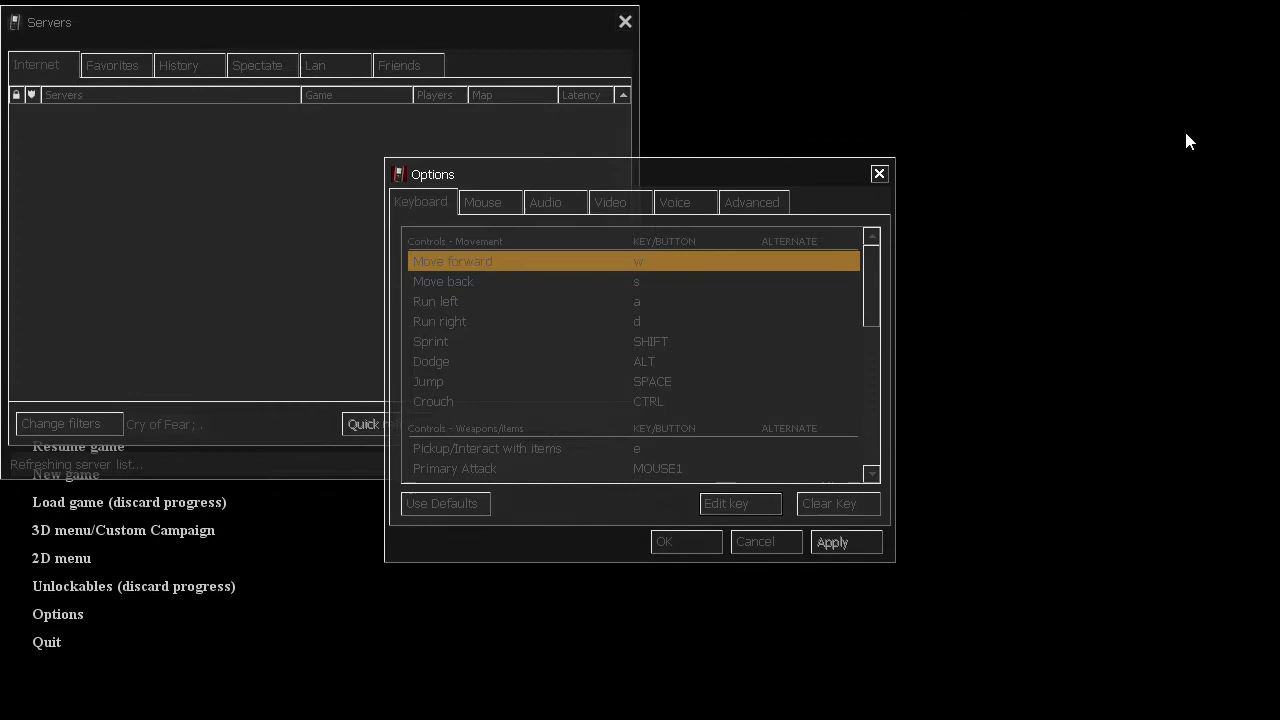 Servers
Internet Favorites History Spectate Lan Friends
Servers Game Players Map Latency
Change filters Cry of Fear; . Quick
Refreshing server list...
Options
Keyboard Mouse Audio Video Voice Advanced
Controls - Movement KEY/BUTTON ALTERNATE
Move forward w
Move back s
Run left a
Run right d
Sprint SHIFT
Dodge ALT
Jump SPACE
Crouch CTRL
Controls - Weapons/items KEY/BUTTON ALTERNATE
Pickup/Interact with items e
Primary Attack MOUSE1
Use Defaults Edit key Clear Key
OK Cancel Apply
Resume game
New game
Load game (discard progress)
3D menu/Custom Campaign
2D menu
Unlockables (discard progress)
Options
Quit